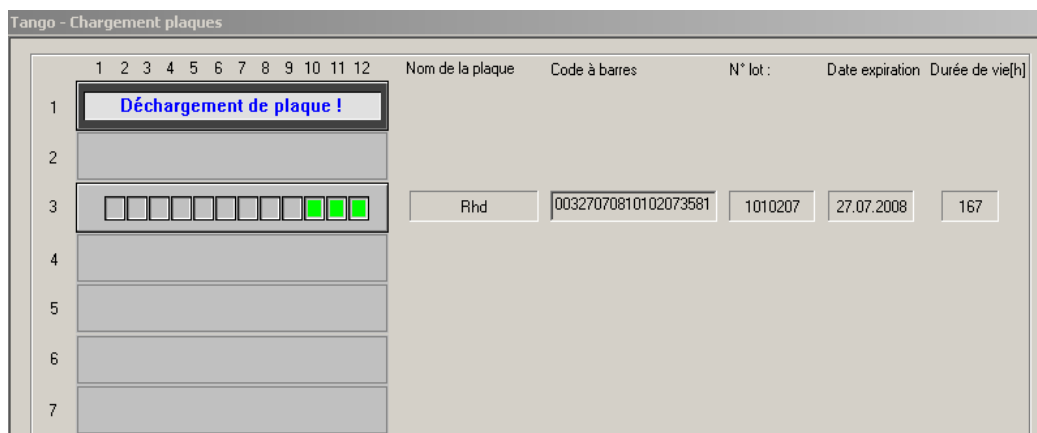 Tango - Chargement plaques
1 2 3 4 5 6 7 8 9 10 11 12 Nom de la plaque Code à barres N° lot : Date expiration Durée de vie[h]
1 Déchargement de plaque !
2
3 Rhd 00327070810102073581 1010207 27.07.2008 167
4
5
6
7